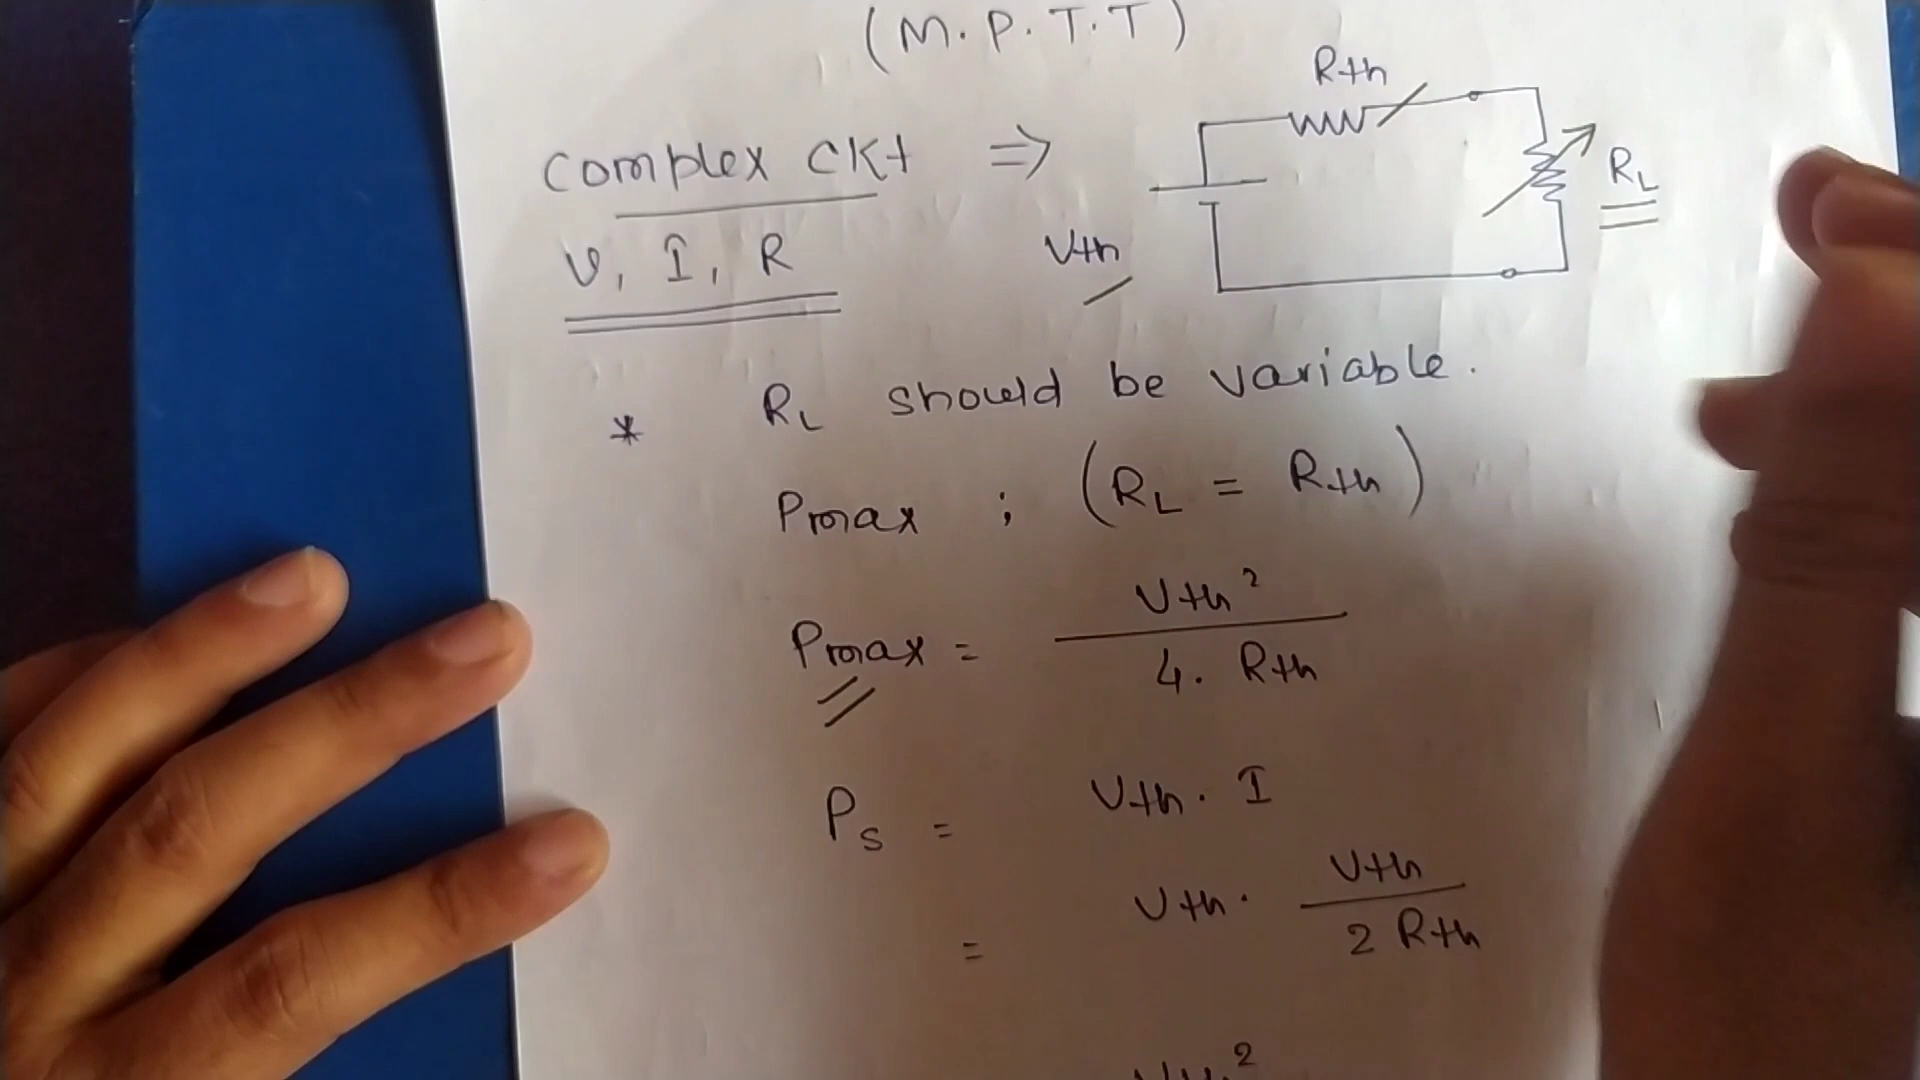 (M.P.T.T)
Rth
Complex Ckt ⇒
RL
V, I, R
Vth
* RL should be variable.
Pmax ; (RL = Rth)
Pmax = Vth² / 4. Rth
Ps = Vth. I
= Vth. Vth / 2 Rth